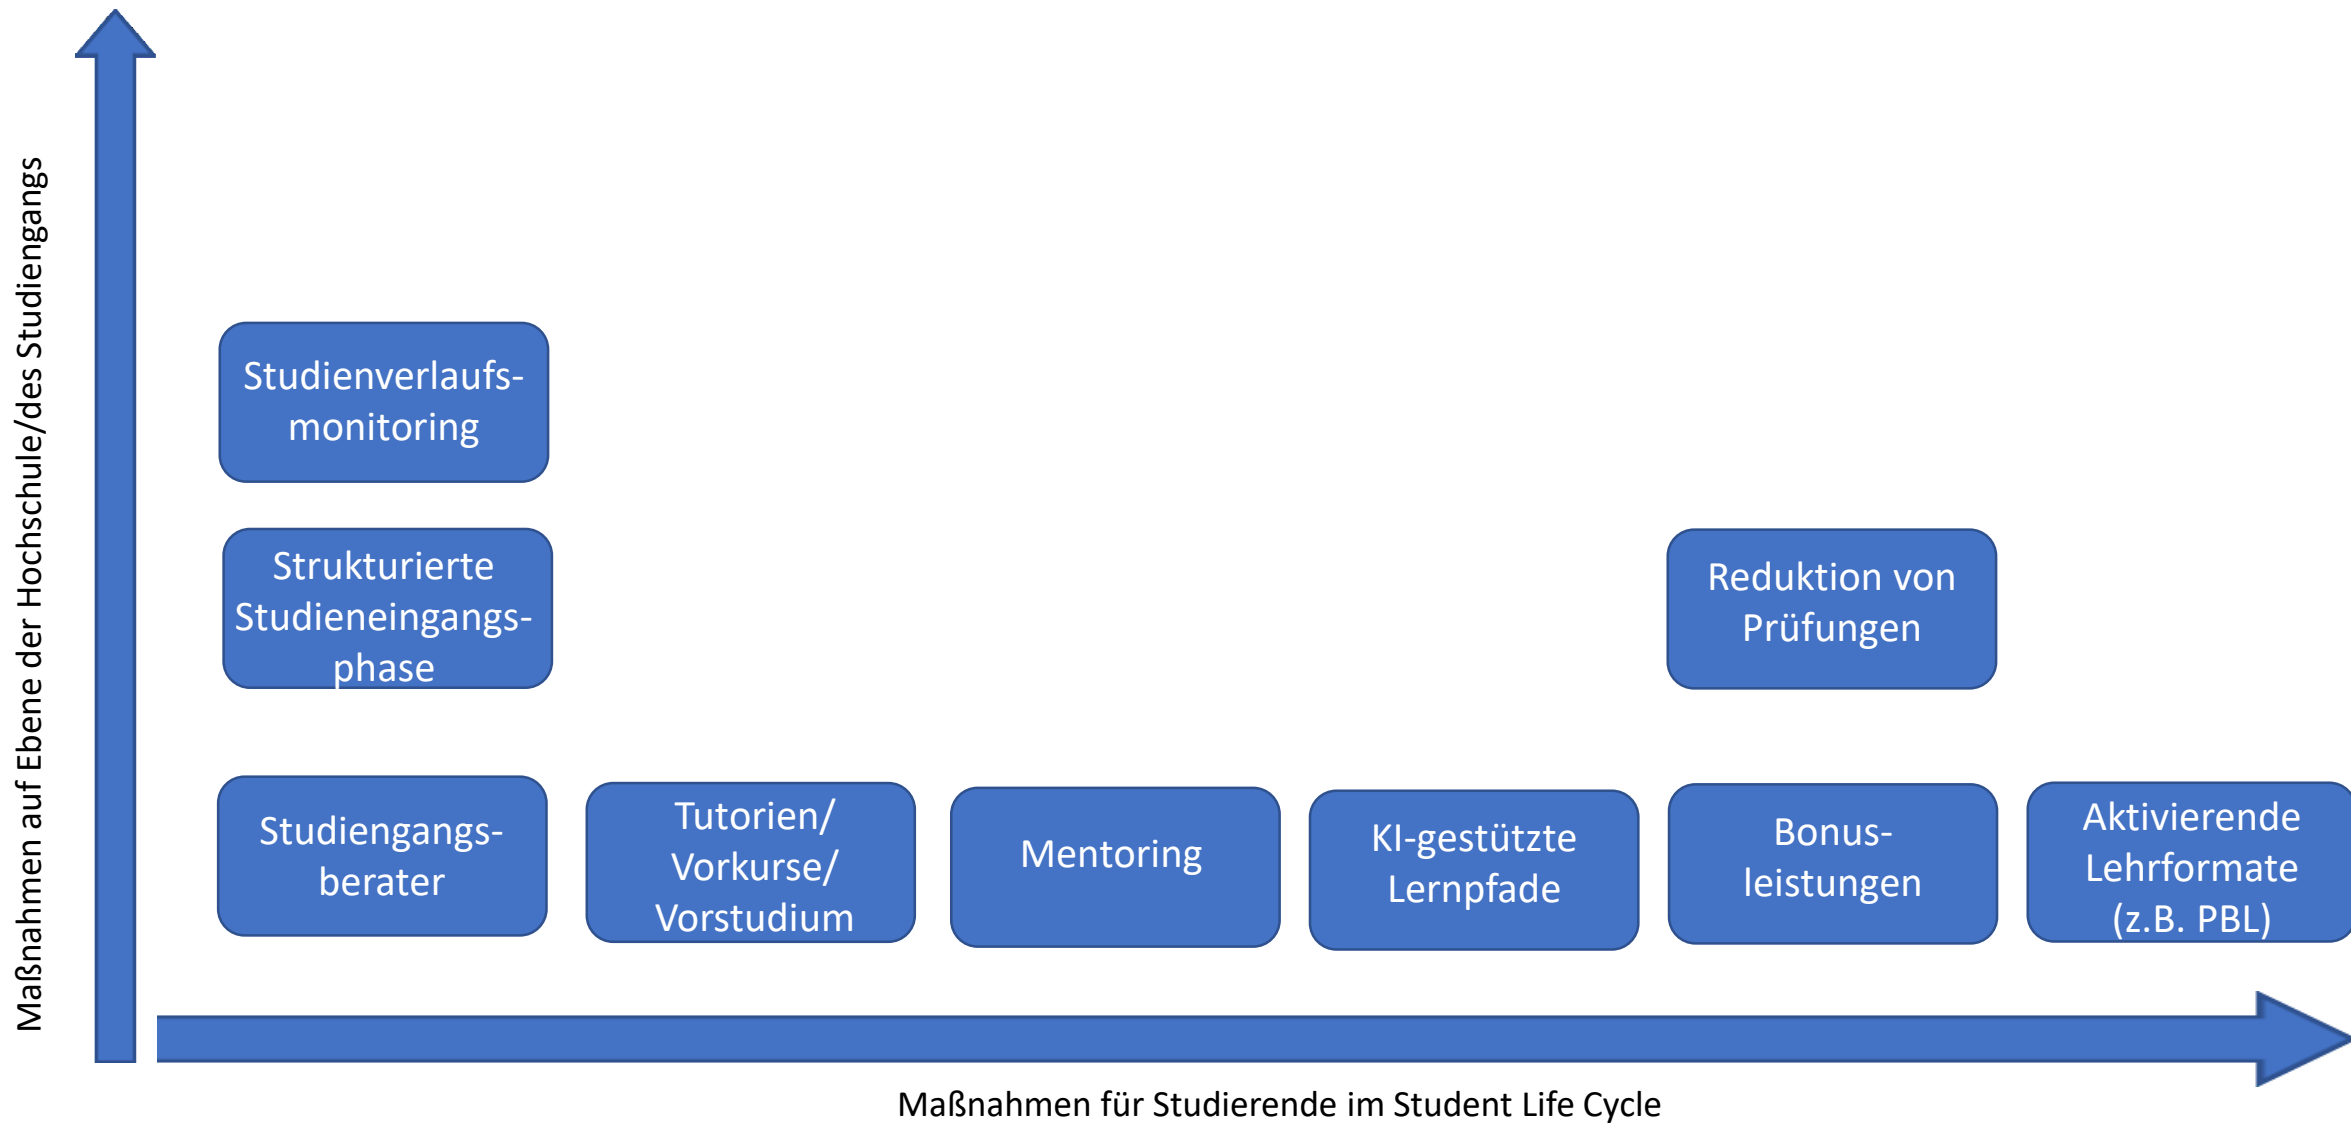 Maßnahmen auf Ebene der Hochschule/des Studiengangs
Studienverlaufs-
monitoring
Strukturierte
Studieneingangs-
phase
Reduktion von
Prüfungen
Studiengangs-
berater
Tutorien/
Vorkurse/
Vorstudium
Mentoring
KI-gestützte
Lernpfade
Bonus-
leistungen
Aktivierende
Lehrformate
(z.B. PBL)
Maßnahmen für Studierende im Student Life Cycle